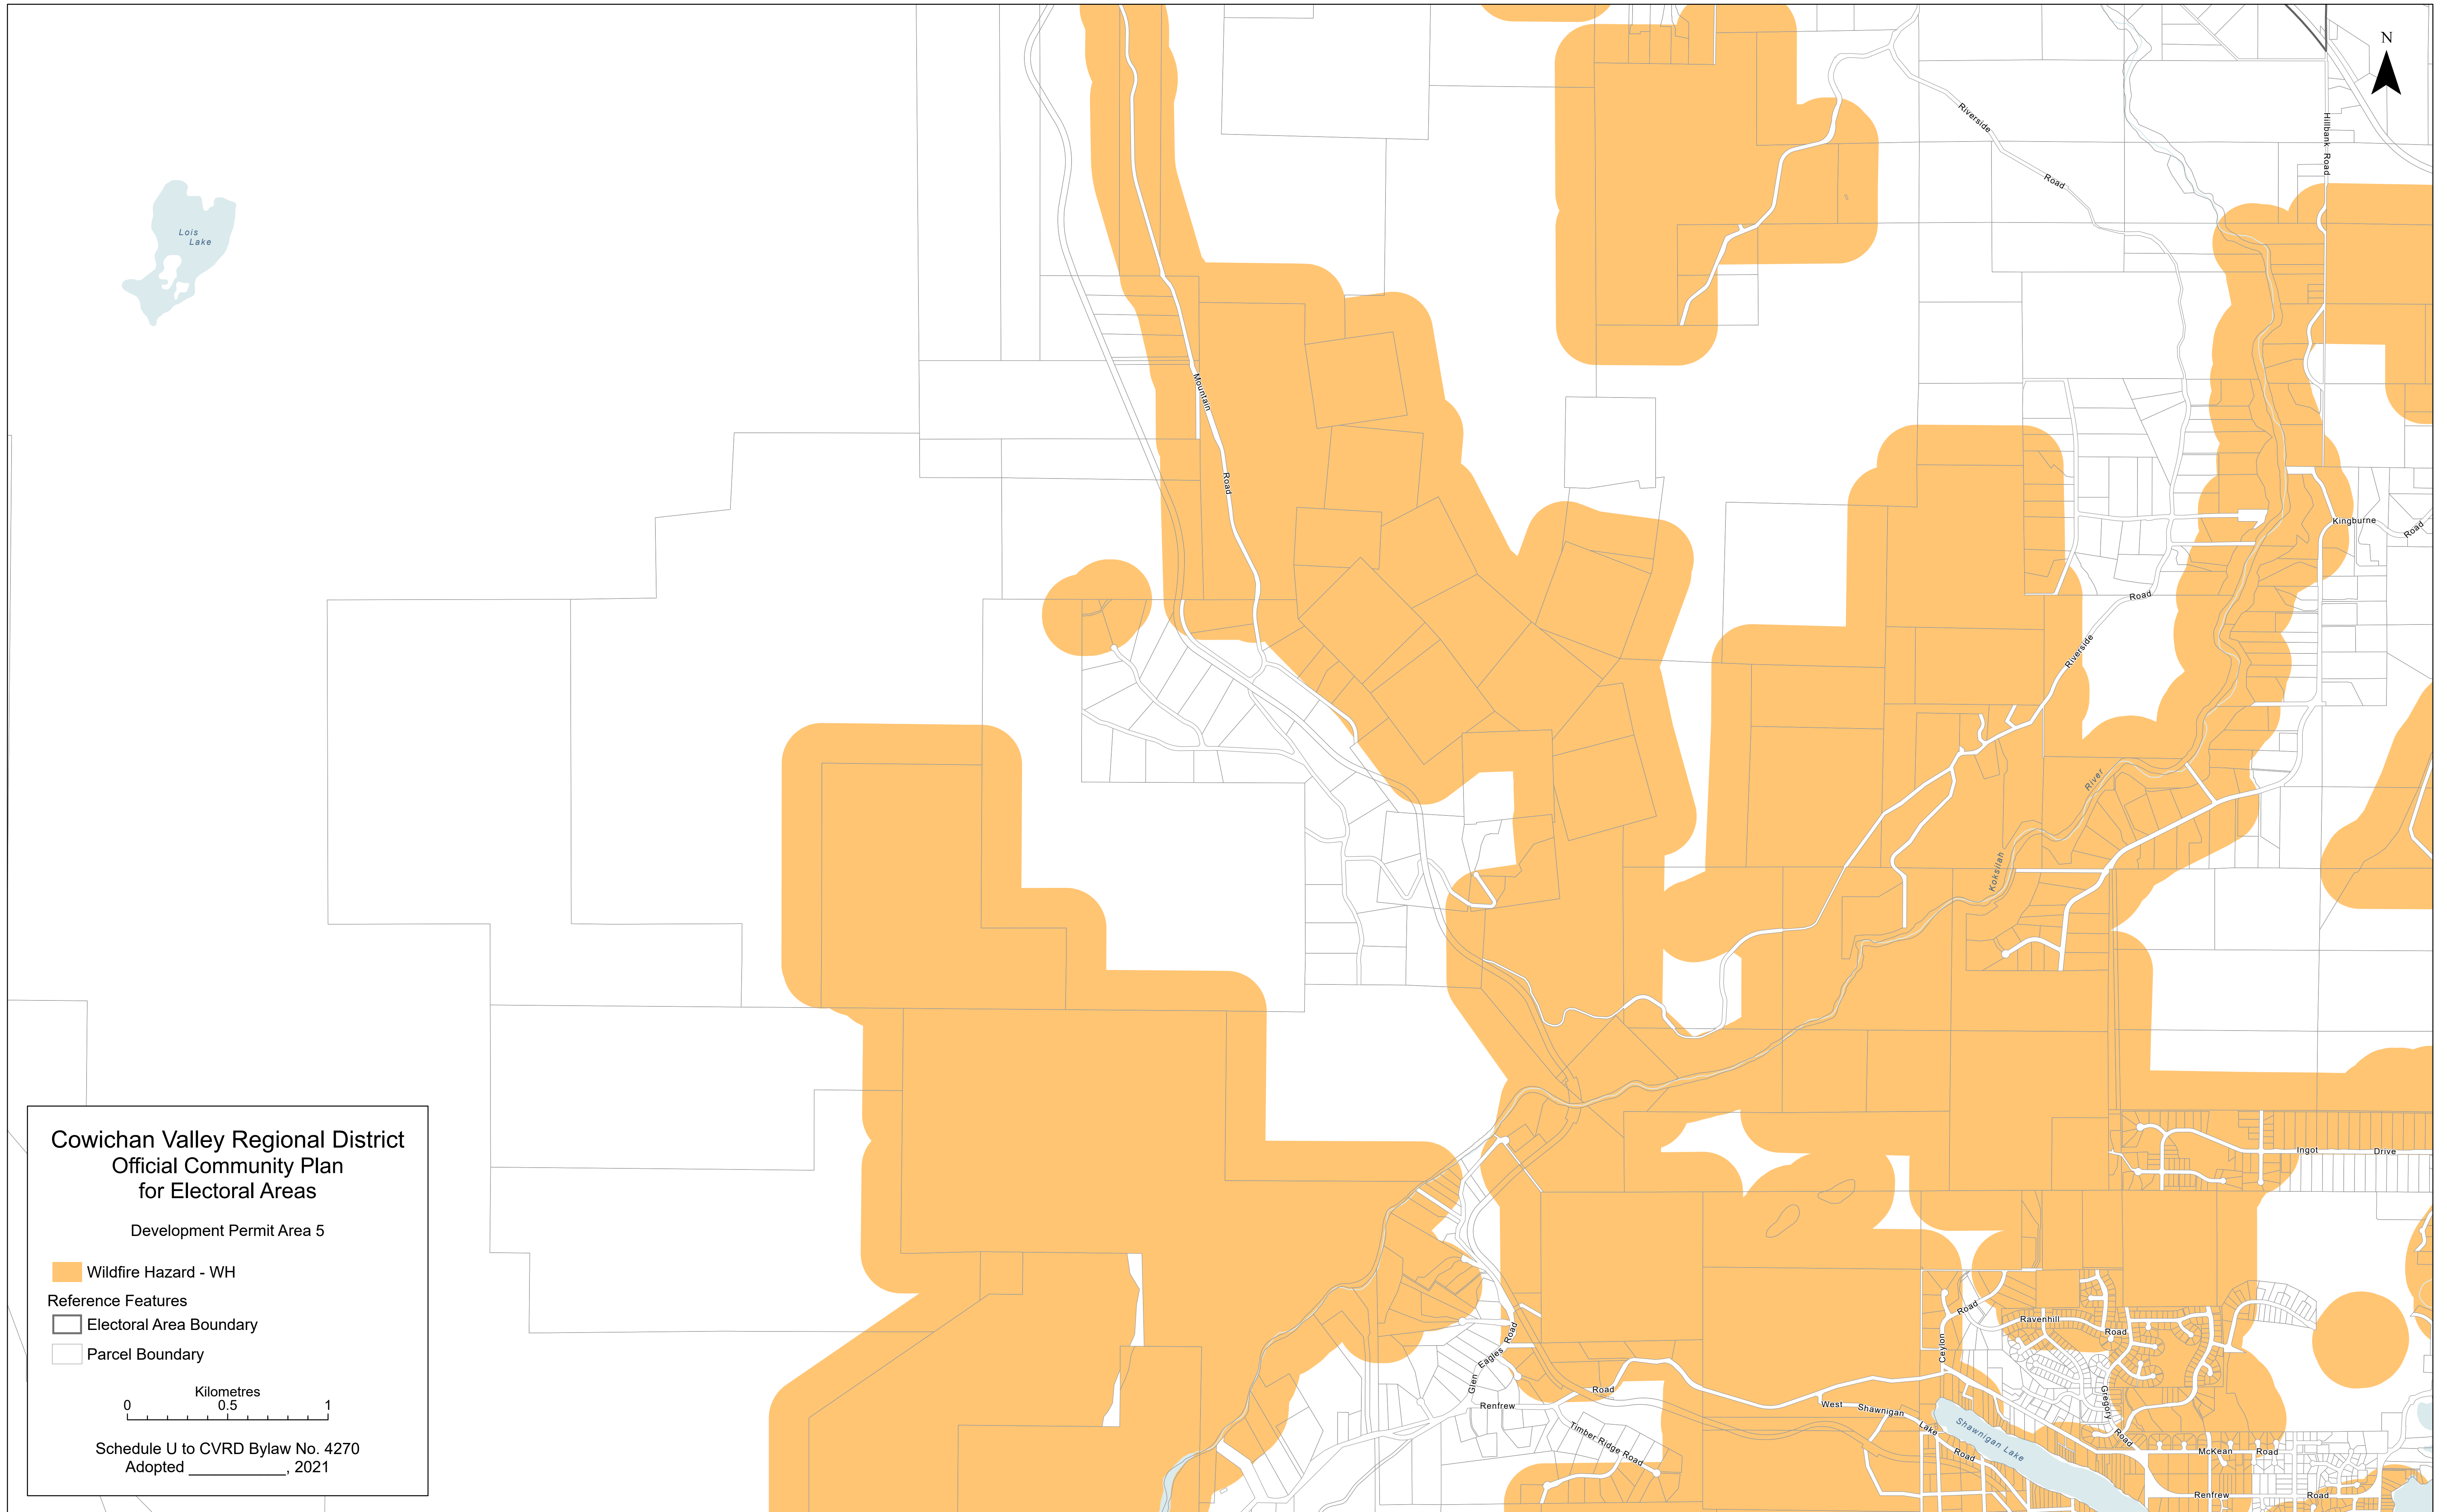 N
Riverside
Road
Hillbank Road
Lois
Lake
Mountain
Road
Kingburne
Road
Road
Riverside
River
Koksilah
Cowichan Valley Regional District
Official Community Plan
for Electoral Areas
Development Permit Area 5
Wildfire Hazard - WH
Reference Features
Electoral Area Boundary
Parcel Boundary
Kilometres
0 0.5 1
Schedule U to CVRD Bylaw No. 4270
Adopted ____________, 2021
Ingot Drive
Road
Ravenhill
Road
Ceylon
Glen Eagles Road
Road
Renfrew
Timber Ridge Road
West Shawnigan Lake Road
Shawnigan Lake
Gregory
Road
McKean Road
Renfrew Road